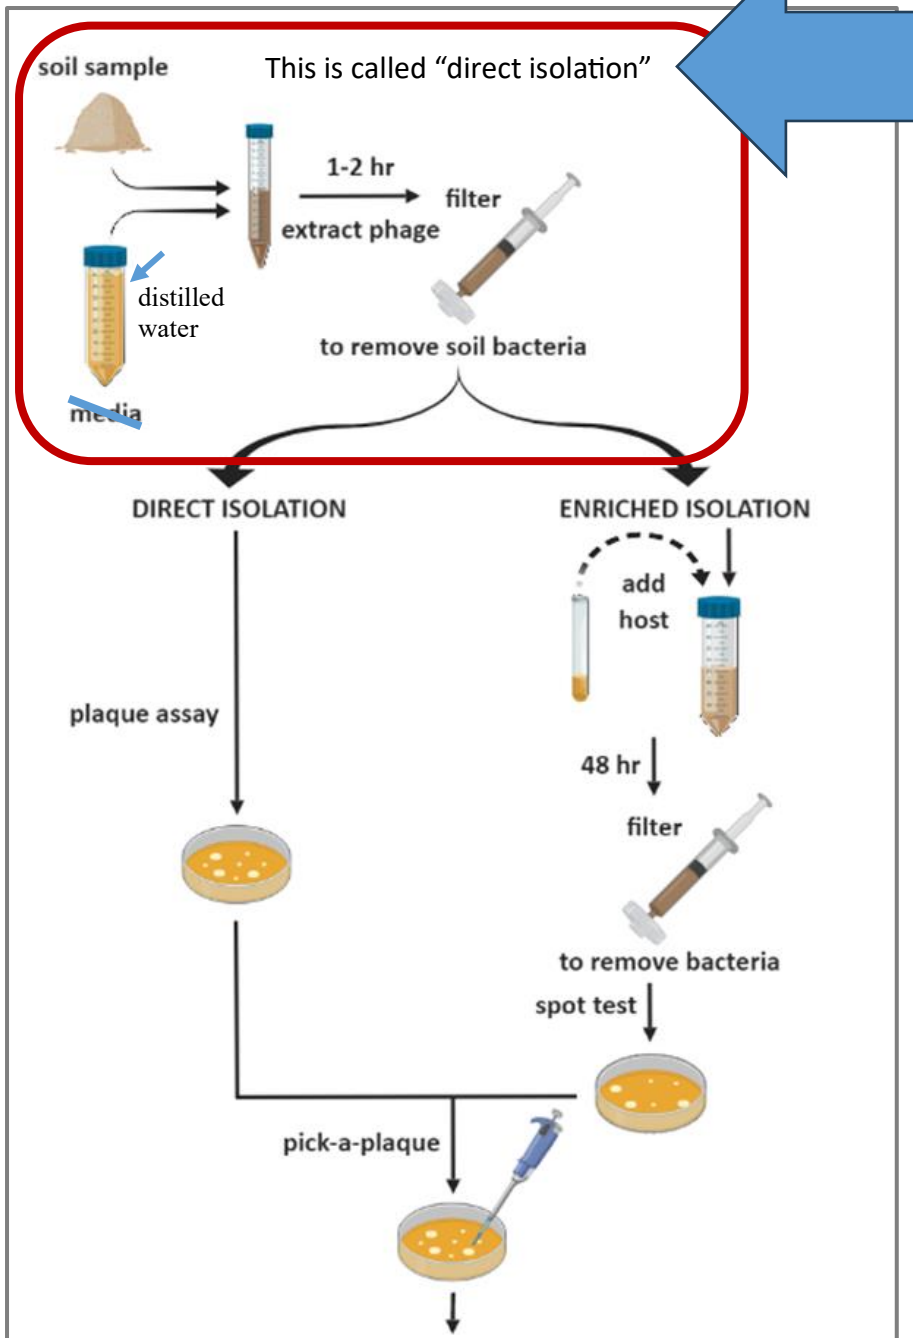 soil sample
This is called “direct isolation”
1-2 hr
extract phage
filter
distilled
water
media
to remove soil bacteria
DIRECT ISOLATION
ENRICHED ISOLATION
add
host
plaque assay
48 hr
filter
to remove bacteria
spot test
pick-a-plaque